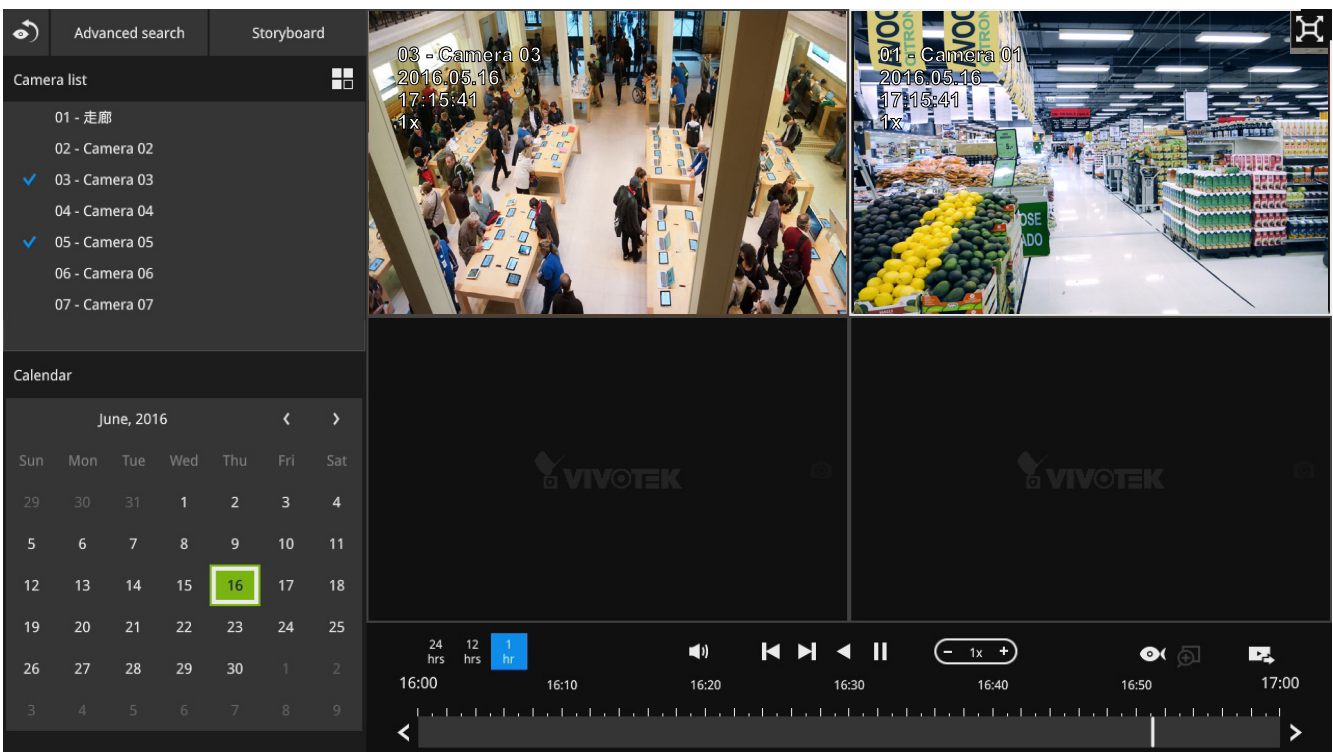 Advanced search
Storyboard
Camera list
01 - 走廊
02 - Camera 02
03 - Camera 03
04 - Camera 04
05 - Camera 05
06 - Camera 06
07 - Camera 07
Calendar
June, 2016
Sun Mon Tue Wed Thu Fri Sat
29 30 31 1 2 3 4
5 6 7 8 9 10 11
12 13 14 15 16 17 18
19 20 21 22 23 24 25
26 27 28 29 30 1 2
3 4 5 6 7 8 9
03 - Camera 03
2016.05.16
17:15:41
1x
01 - Camera 01
2016.05.16
17:15:41
1x
VIVOTEK
VIVOTEK
24 hrs
12 hrs
1 hr
1x
16:00 16:10 16:20 16:30 16:40 16:50 17:00